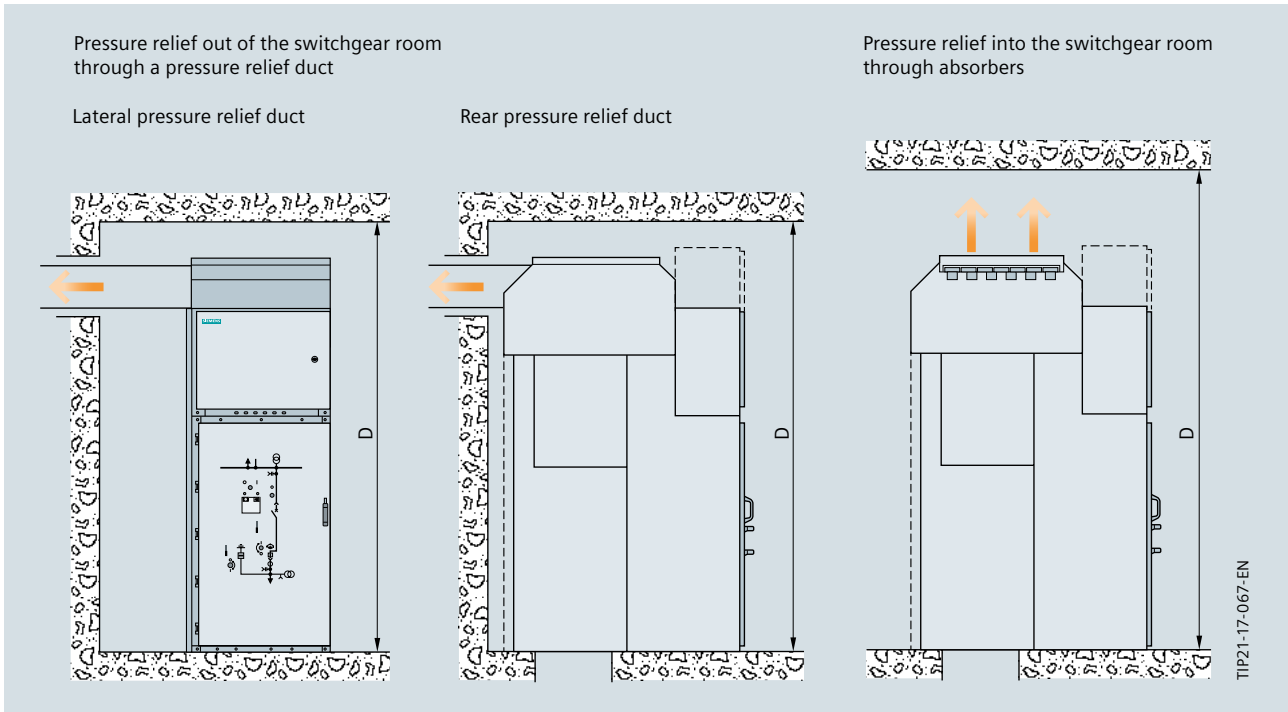 Pressure relief out of the switchgear room
through a pressure relief duct
Pressure relief into the switchgear room
through absorbers
Lateral pressure relief duct
Rear pressure relief duct
D
D
D
TIP21-17-067-EN